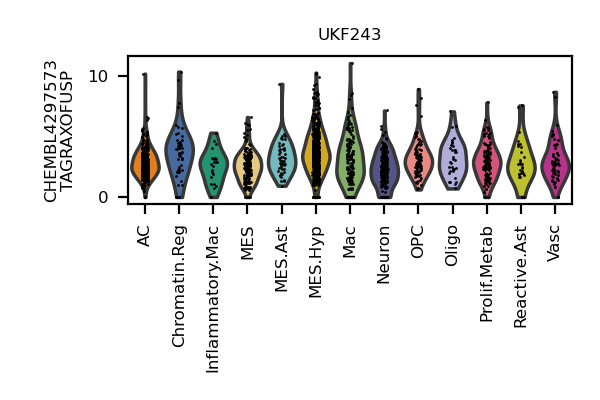 UKF243
CHEMBL4297573
TAGRAXOFUSP
10
0
AC
Chromatin.Reg
Inflammatory.Mac
MES
MES.Ast
MES.Hyp
Mac
Neuron
OPC
Oligo
Prolif.Metab
Reactive.Ast
Vasc